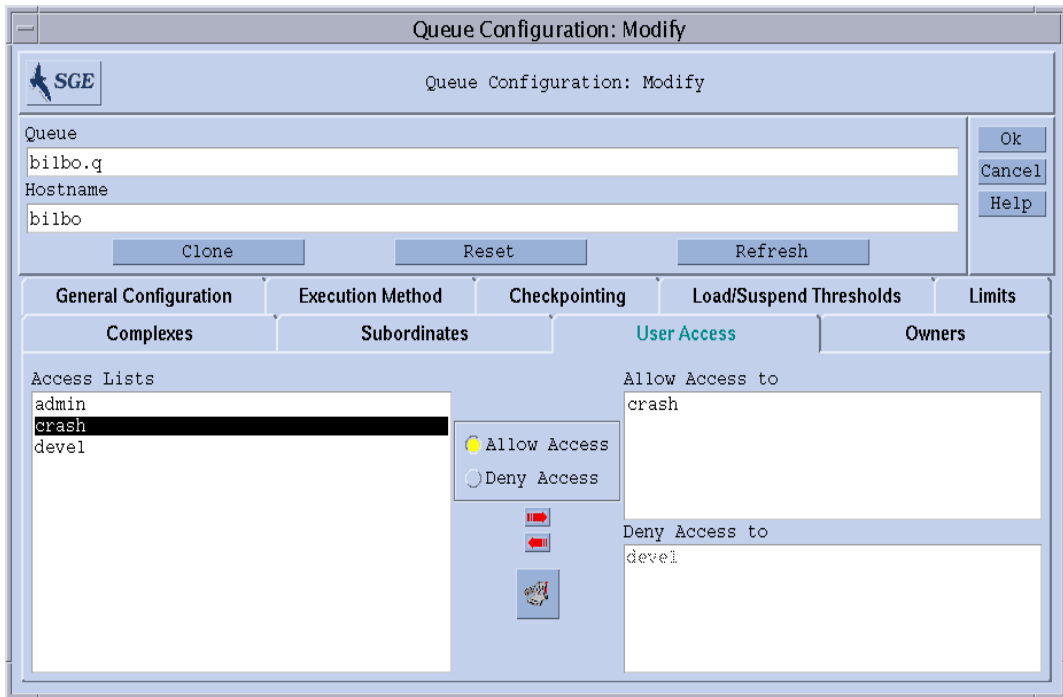 Queue Configuration: Modify
SGE
Queue Configuration: Modify
Queue
bilbo.q
Hostname
bilbo
Ok
Cancel
Help
Clone Reset Refresh
General Configuration Execution Method Checkpointing Load/Suspend Thresholds Limits
Complexes Subordinates User Access Owners
Access Lists
admin
crash
devel
Allow Access
Deny Access
Allow Access to
crash
Deny Access to
devel